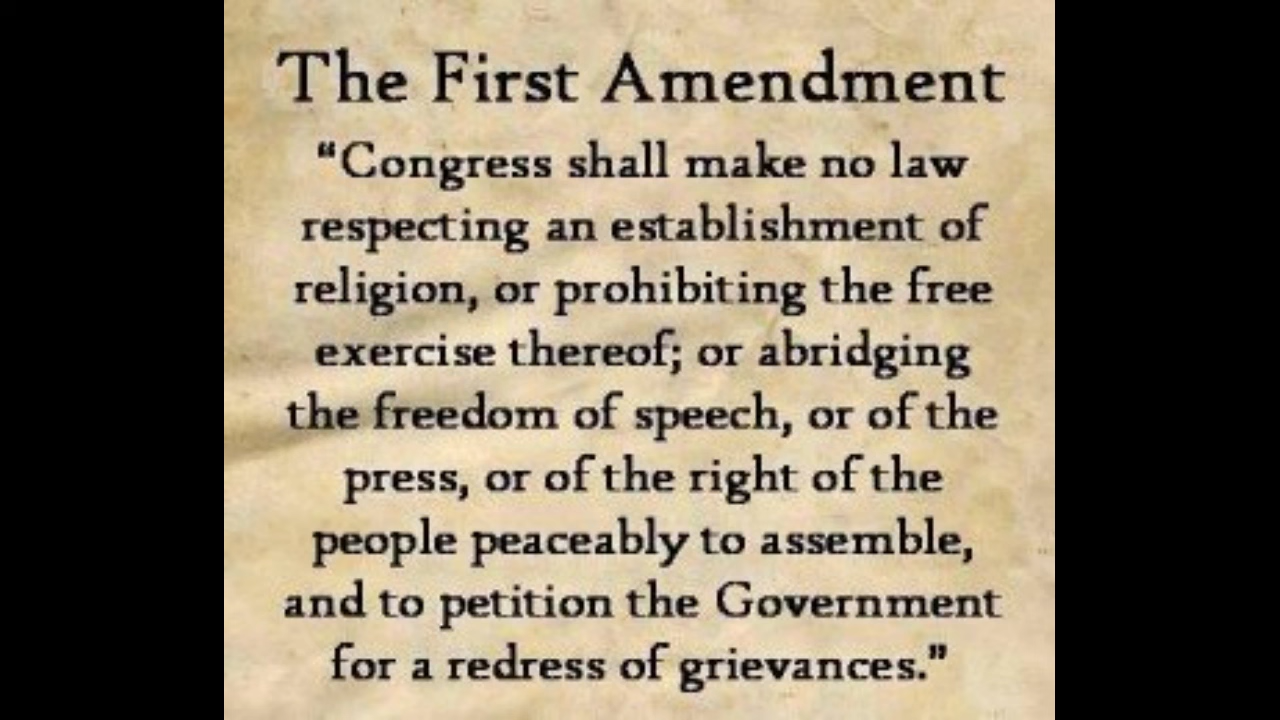 The First Amendment
“Congress shall make no law
respecting an establishment of
religion, or prohibiting the free
exercise thereof; or abridging
the freedom of speech, or of the
press, or of the right of the
people peaceably to assemble,
and to petition the Government
for a redress of grievances.”